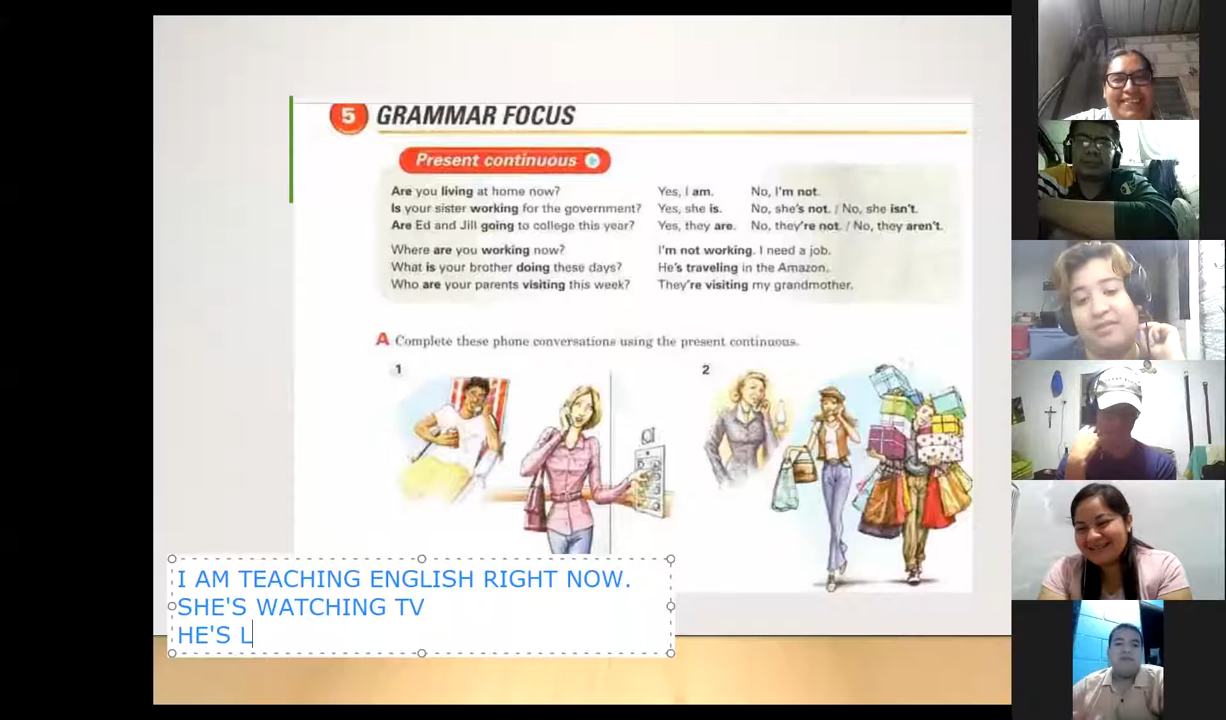 5 GRAMMAR FOCUS
Present continuous
Are you living at home now? Yes, I am. No, I'm not.
Is your sister working for the government? Yes, she is. No, she's not. / No, she isn't.
Are Ed and Jill going to college this year? Yes, they are. No, they're not. / No, they aren't.
Where are you working now? I'm not working. I need a job.
What is your brother doing these days? He's traveling in the Amazon.
Who are your parents visiting this week? They're visiting my grandmother.
A Complete these phone conversations using the present continuous.
1 2
I AM TEACHING ENGLISH RIGHT NOW.
SHE'S WATCHING TV
HE'S L